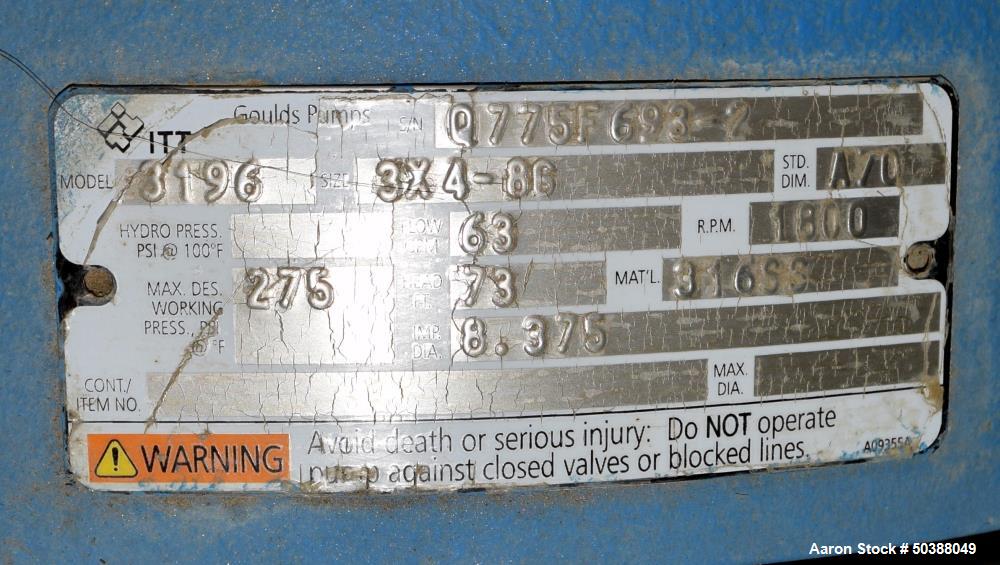 ITT Goulds Pumps S/N Q775F693-2
MODEL 3196 SIZE 3X4-8G STD. DIM. A70
HYDRO PRESS. PSI @ 100°F FLOW GPM 63 R.P.M. 1800
MAX. DES. WORKING PRESS., PSI @ °F 275 HEAD FT. 73 MAT'L. 316SS
IMP. DIA. 8.375
CONT./ ITEM NO. MAX. DIA.
WARNING Avoid death or serious injury: Do NOT operate
pump against closed valves or blocked lines. A09355A
Aaron Stock # 50388049